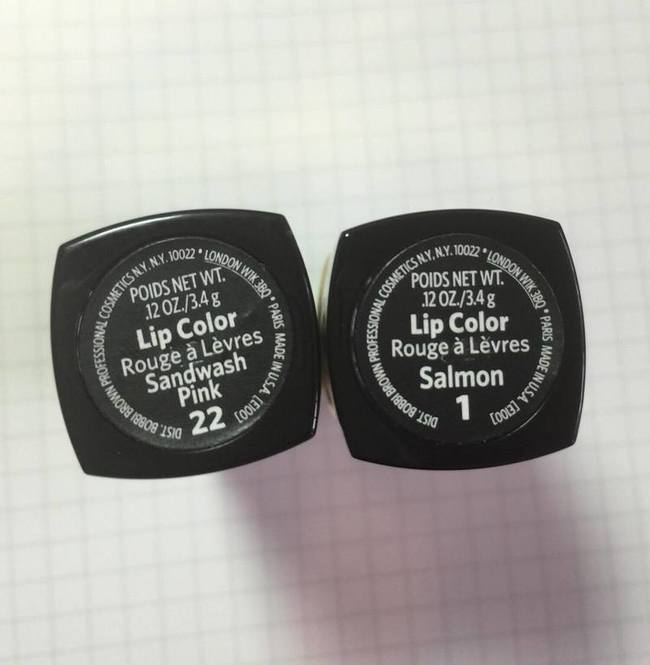 DIST. BOBBI BROWN PROFESSIONAL COSMETICS N.Y. N.Y. 10022 * LONDON W1K 3BQ * PARIS MADE IN U.S.A. [E100]
POIDS NET WT.
.12 OZ./3.4 g
Lip Color
Rouge à Lèvres
Sandwash
Pink
22
DIST. BOBBI BROWN PROFESSIONAL COSMETICS N.Y., N.Y. 10022 * LONDON W1K 3BQ * PARIS MADE IN U.S.A. [E100]
POIDS NET WT.
.12 OZ./3.4 g
Lip Color
Rouge à Lèvres
Salmon
1